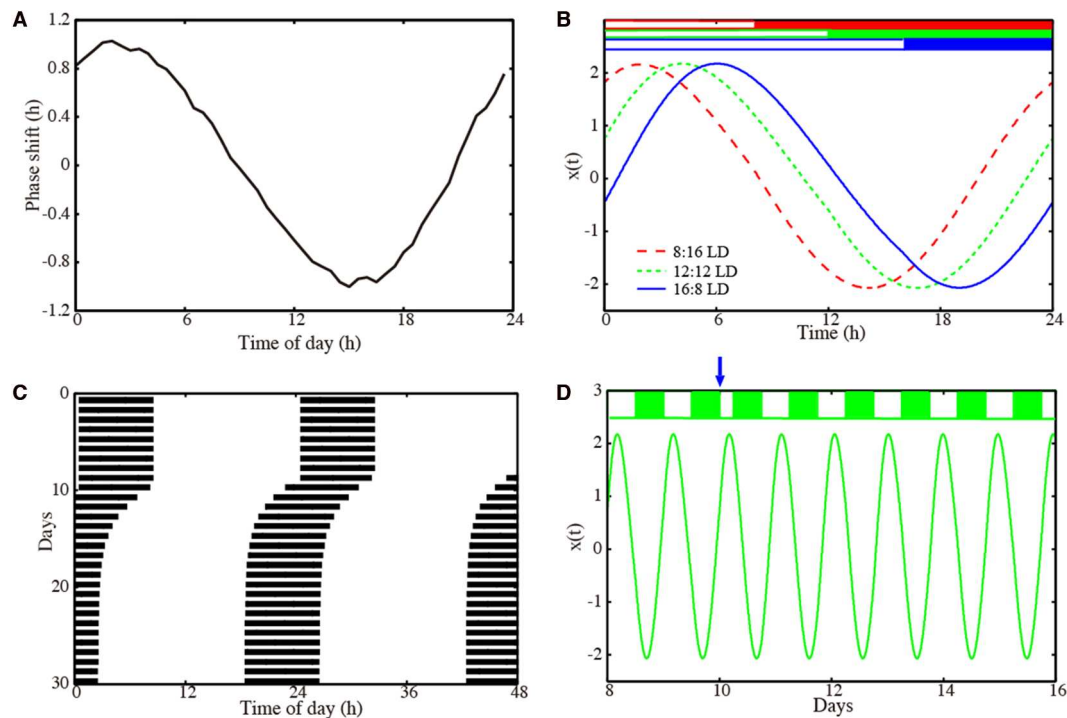 A
1.2
0.8
0.4
0
-0.4
-0.8
-1.2
Phase shift (h)
0 6 12 18 24
Time of day (h)
B
2
1
0
-1
-2
x(t)
8:16 LD
12:12 LD
16:8 LD
0 6 12 18 24
Time (h)
C
0
10
20
30
Days
0 12 24 36 48
Time of day (h)
D
3
2
1
0
-1
-2
x(t)
8 10 12 14 16
Days